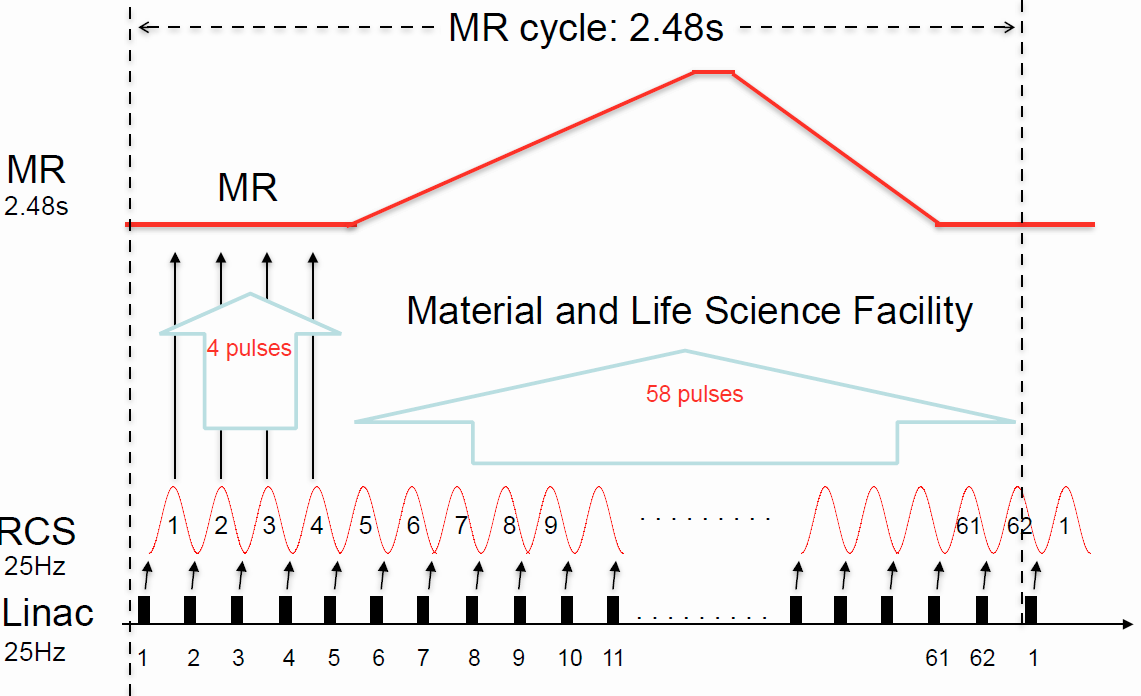 MR cycle: 2.48s
MR
2.48s
MR
Material and Life Science Facility
4 pulses
58 pulses
RCS
25Hz
1 2 3 4 5 6 7 8 9 . . . . . . . . . 61 62 1
Linac
25Hz
. . . . . . . . .
1 2 3 4 5 6 7 8 9 10 11 61 62 1